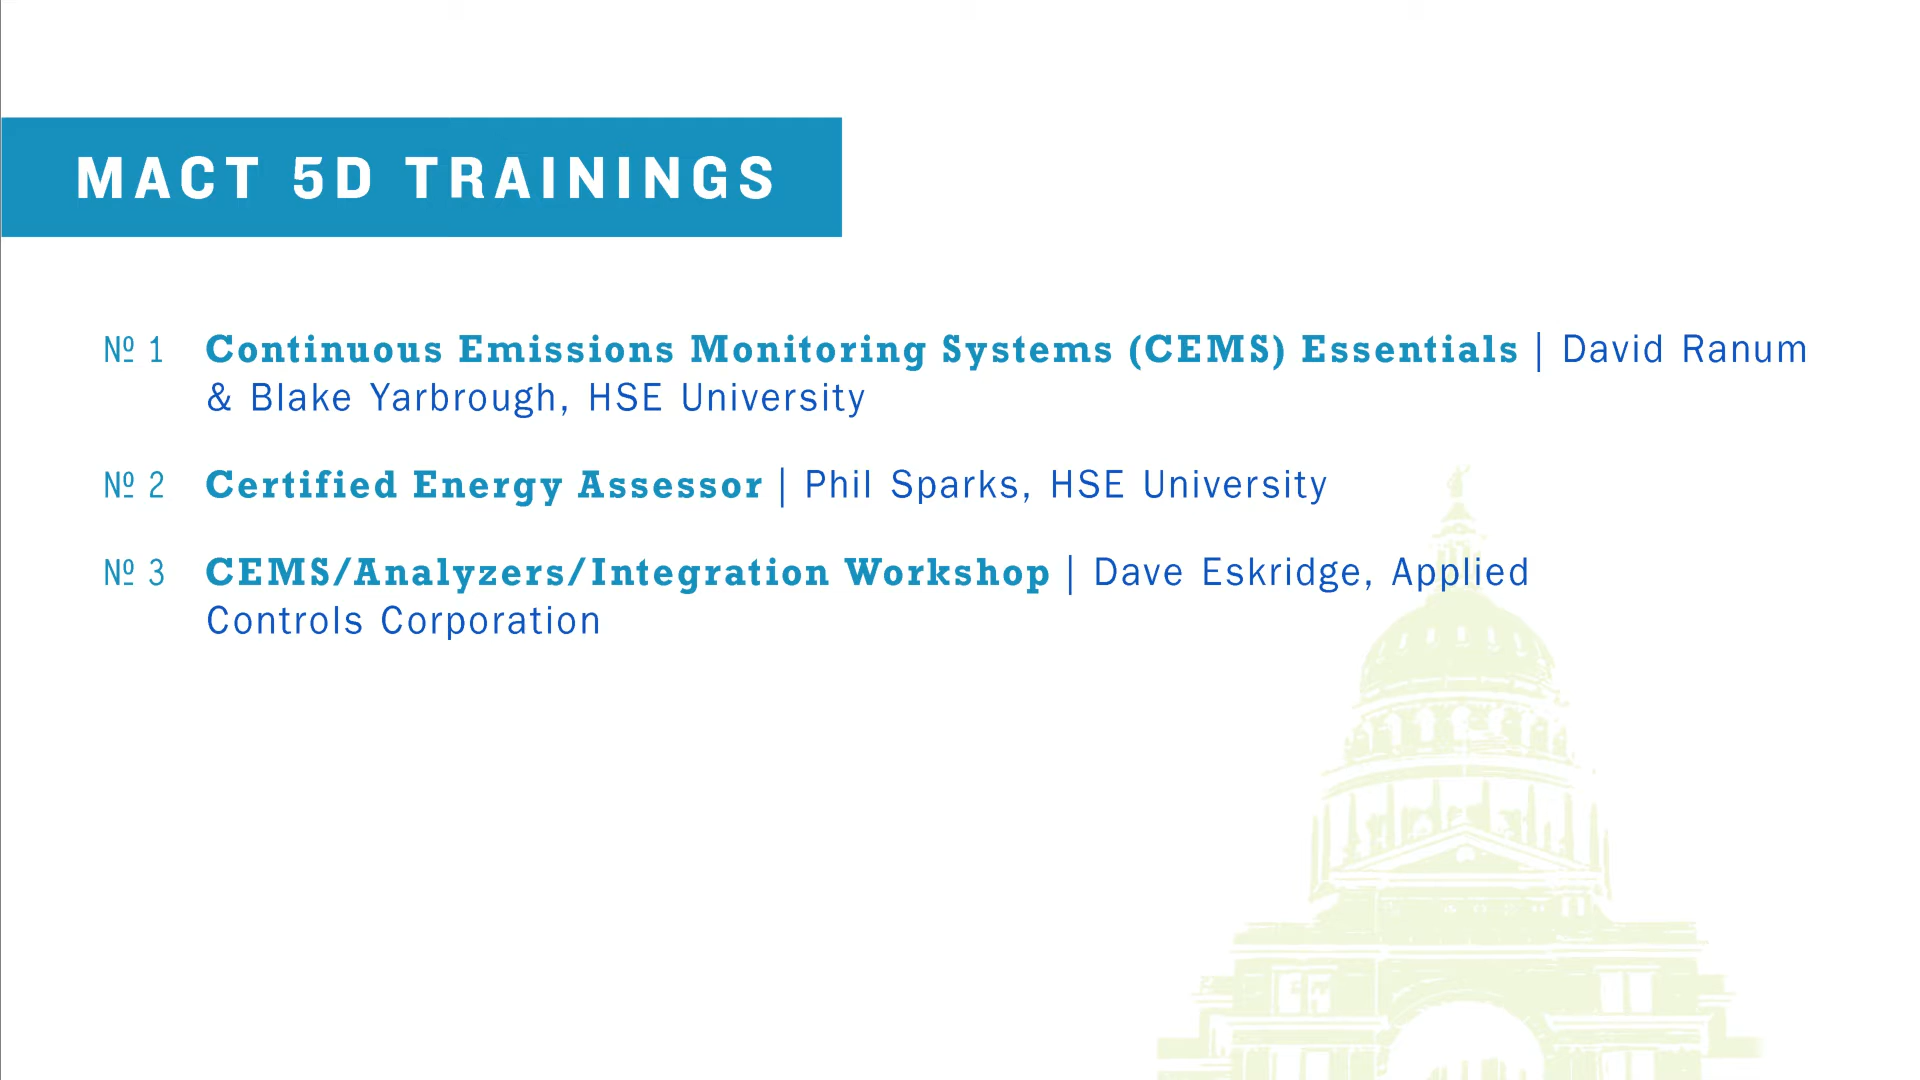 MACT 5D TRAININGS
№ 1 Continuous Emissions Monitoring Systems (CEMS) Essentials | David Ranum
& Blake Yarbrough, HSE University
№ 2 Certified Energy Assessor | Phil Sparks, HSE University
№ 3 CEMS/Analyzers/Integration Workshop | Dave Eskridge, Applied
Controls Corporation